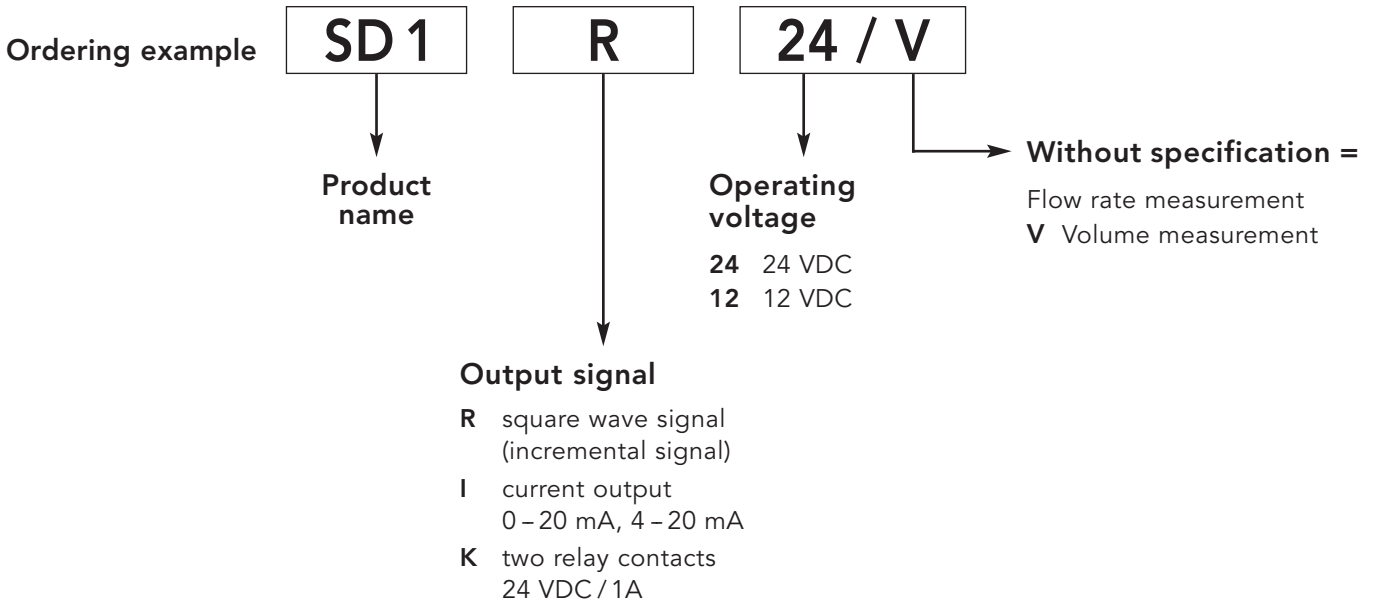 Ordering example
SD 1
R
24 / V
Product
name
Operating
voltage
24 24 VDC
12 12 VDC
Without specification =
Flow rate measurement
V Volume measurement
Output signal
R square wave signal
(incremental signal)
I current output
0 – 20 mA, 4 – 20 mA
K two relay contacts
24 VDC / 1A